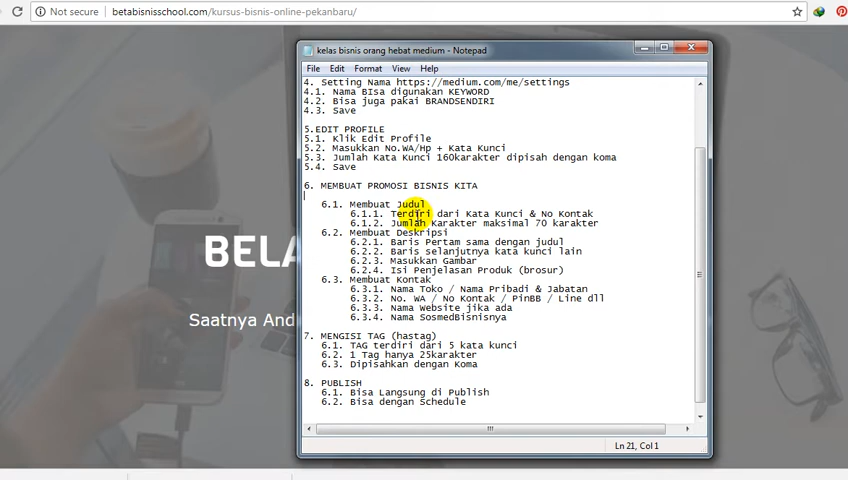 Not secure
betabisnisschool.com/kursus-bisnis-online-pekanbaru/
kelas bisnis orang hebat medium - Notepad
File Edit Format View Help
4. Setting Nama https://medium.com/me/settings
4.1. Nama BIsa digunakan KEYWORD
4.2. Bisa juga pakai BRANDSENDIRI
4.3. Save
5.EDIT PROFILE
5.1. Klik Edit Profile
5.2. Masukkan No.WA/Hp + Kata Kunci
5.3. Jumlah Kata Kunci 160karakter dipisah dengan koma
5.4. Save
6. MEMBUAT PROMOSI BISNIS KITA
6.1. Membuat Judul
6.1.1. Terdiri dari Kata Kunci & No Kontak
6.1.2. Jumlah Karakter maksimal 70 karakter
6.2. Membuat Deskripsi
6.2.1. Baris Pertam sama dengan judul
6.2.2. Baris selanjutnya kata kunci lain
6.2.3. Masukkan Gambar
6.2.4. Isi Penjelasan Produk (brosur)
6.3. Membuat Kontak
6.3.1. Nama Toko / Nama Pribadi & Jabatan
6.3.2. No. WA / No Kontak / PinBB / Line dll
6.3.3. Nama Website jika ada
6.3.4. Nama SosmedBisnisnya
7. MENGISI TAG (hastag)
6.1. TAG terdiri dari 5 kata kunci
6.2. 1 Tag hanya 25karakter
6.3. Dipisahkan dengan Koma
8. PUBLISH
6.1. Bisa Langsung di Publish
6.2. Bisa dengan Schedule
Ln 21, Col 1
BELA
Saatnya And